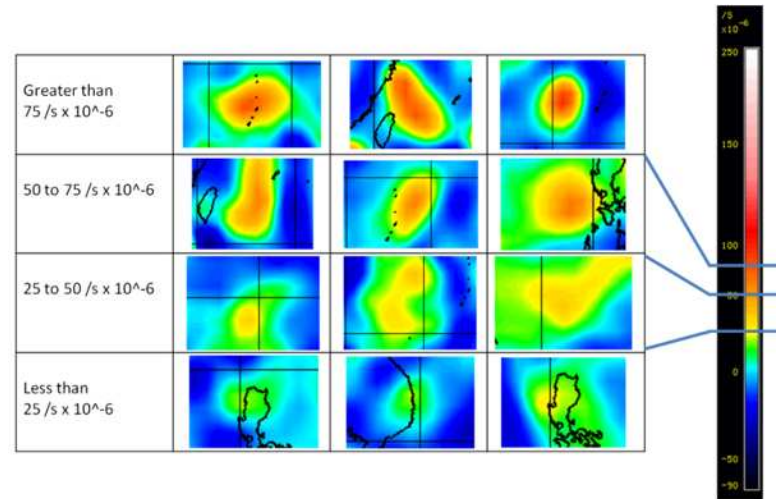 /S
x10^-6
250
Greater than
75 /s x 10^-6
150
50 to 75 /s x 10^-6
100
25 to 50 /s x 10^-6
50
0
Less than
25 /s x 10^-6
-50
-90